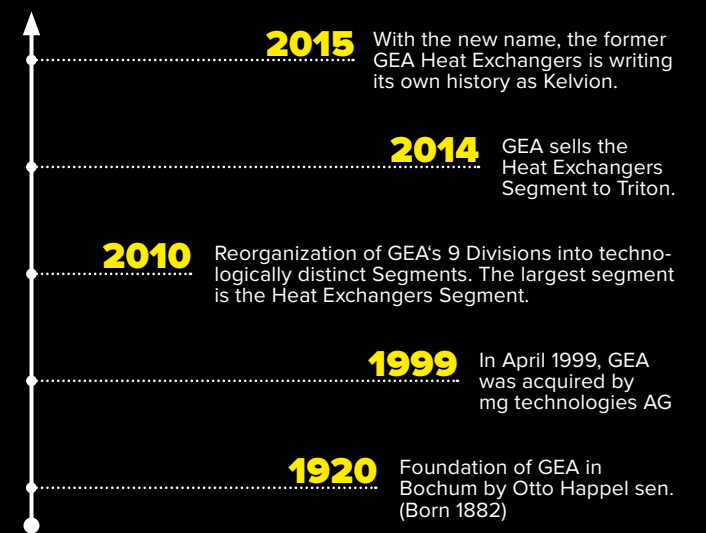 2015
With the new name, the former
GEA Heat Exchangers is writing
its own history as Kelvion.
2014
GEA sells the
Heat Exchangers
Segment to Triton.
2010
Reorganization of GEA‘s 9 Divisions into techno-
logically distinct Segments. The largest segment
is the Heat Exchangers Segment.
1999
In April 1999, GEA
was acquired by
mg technologies AG
1920
Foundation of GEA in
Bochum by Otto Happel sen.
(Born 1882)